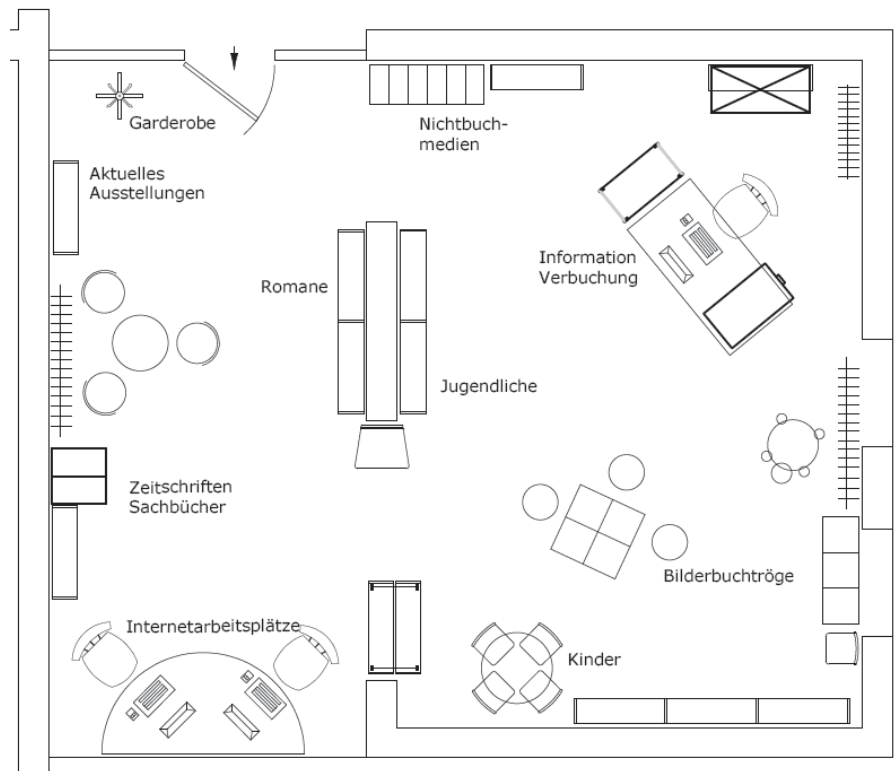 Garderobe
Nichtbuch-
medien
Aktuelles
Ausstellungen
Information
Verbuchung
Romane
Jugendliche
Zeitschriften
Sachbücher
Bilderbuchtröge
Internetarbeitsplätze
Kinder